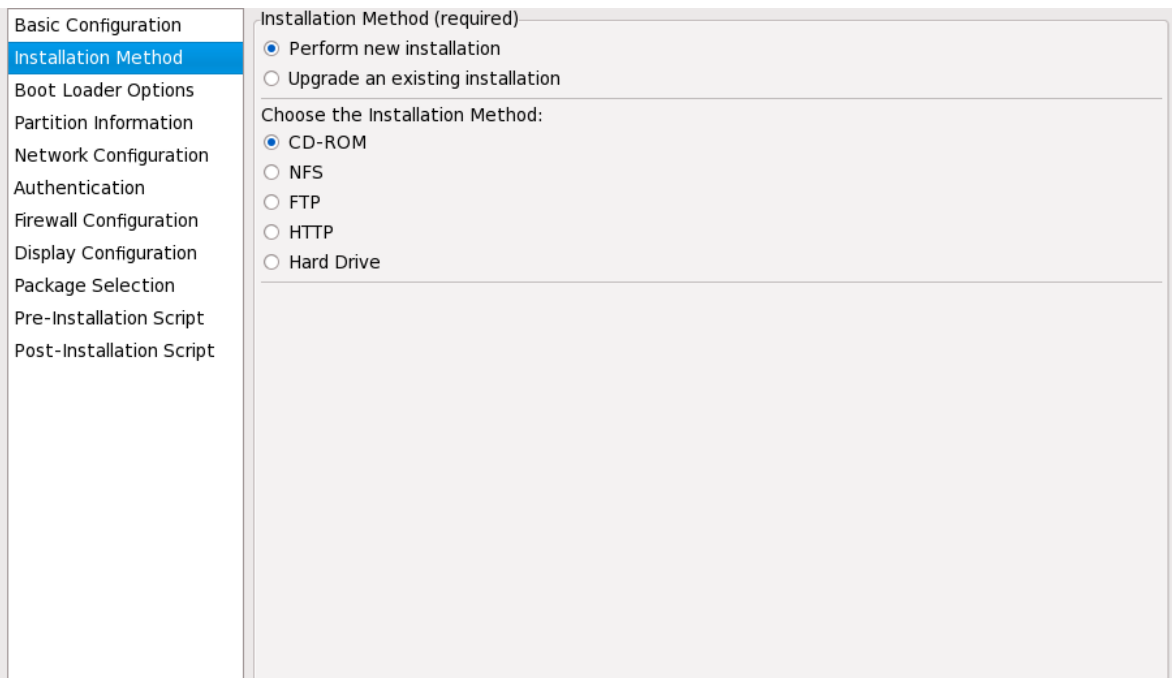 Basic Configuration
Installation Method
Boot Loader Options
Partition Information
Network Configuration
Authentication
Firewall Configuration
Display Configuration
Package Selection
Pre-Installation Script
Post-Installation Script
Installation Method (required)
Perform new installation
Upgrade an existing installation
Choose the Installation Method:
CD-ROM
NFS
FTP
HTTP
Hard Drive